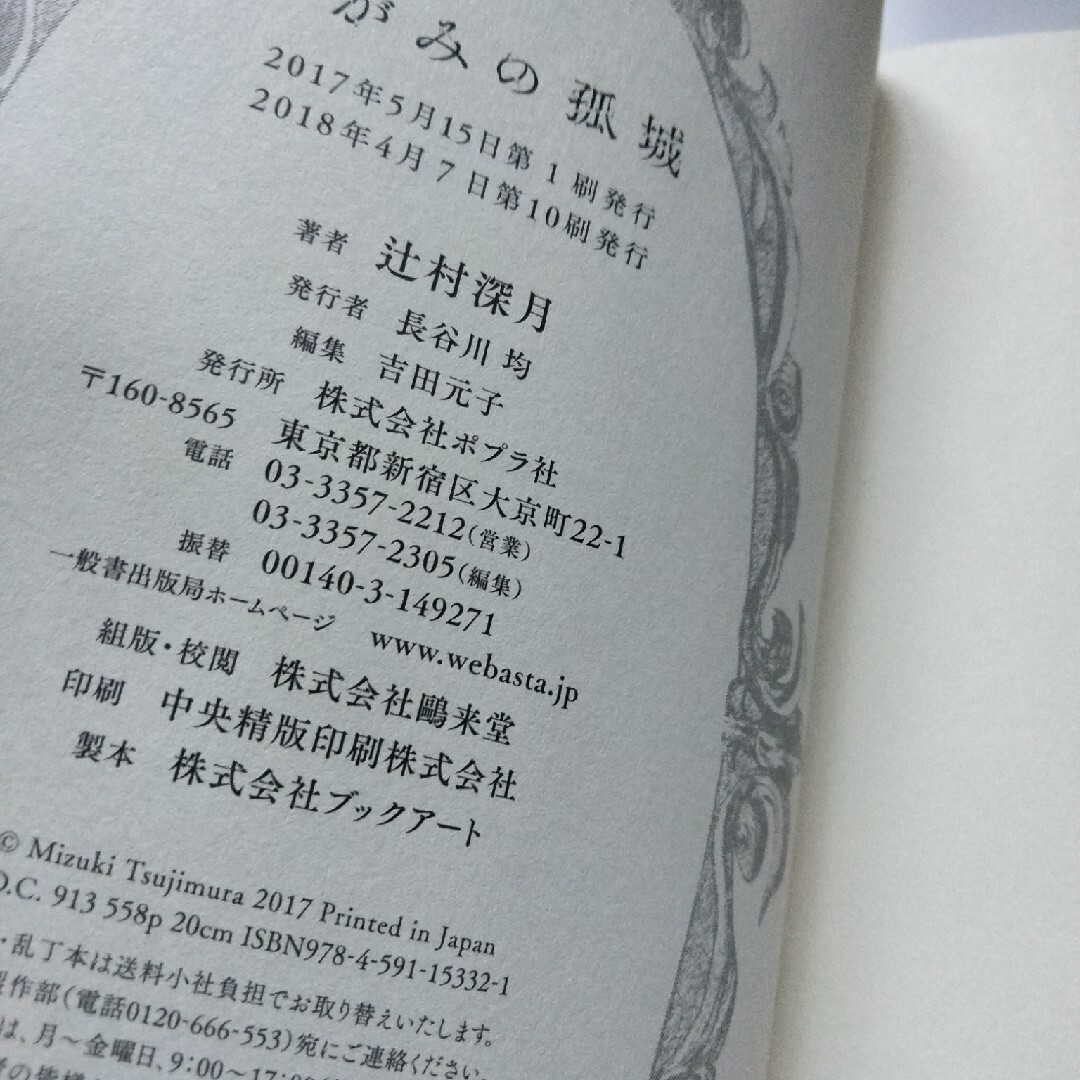 がみの孤城
2017年5月15日第1刷発行
2018年4月7日第10刷発行
著者 辻村深月
発行者 長谷川 均
編集 吉田元子
発行所 株式会社ポプラ社
〒160-8565 東京都新宿区大京町22-1
電話 03-3357-2212(営業)
03-3357-2305(編集)
振替 00140-3-149271
一般書出版局ホームページ www.webasta.jp
組版・校閲 株式会社鷗来堂
印刷 中央精版印刷株式会社
製本 株式会社ブックアート
© Mizuki Tsujimura 2017 Printed in Japan
D.C. 913 558p 20cm ISBN978-4-591-15332-1
・乱丁本は送料小社負担でお取り替えいたします。
製作部(電話0120-666-553)宛にご連絡ください。
は、月〜金曜日、9:00〜17:00
者の皆様